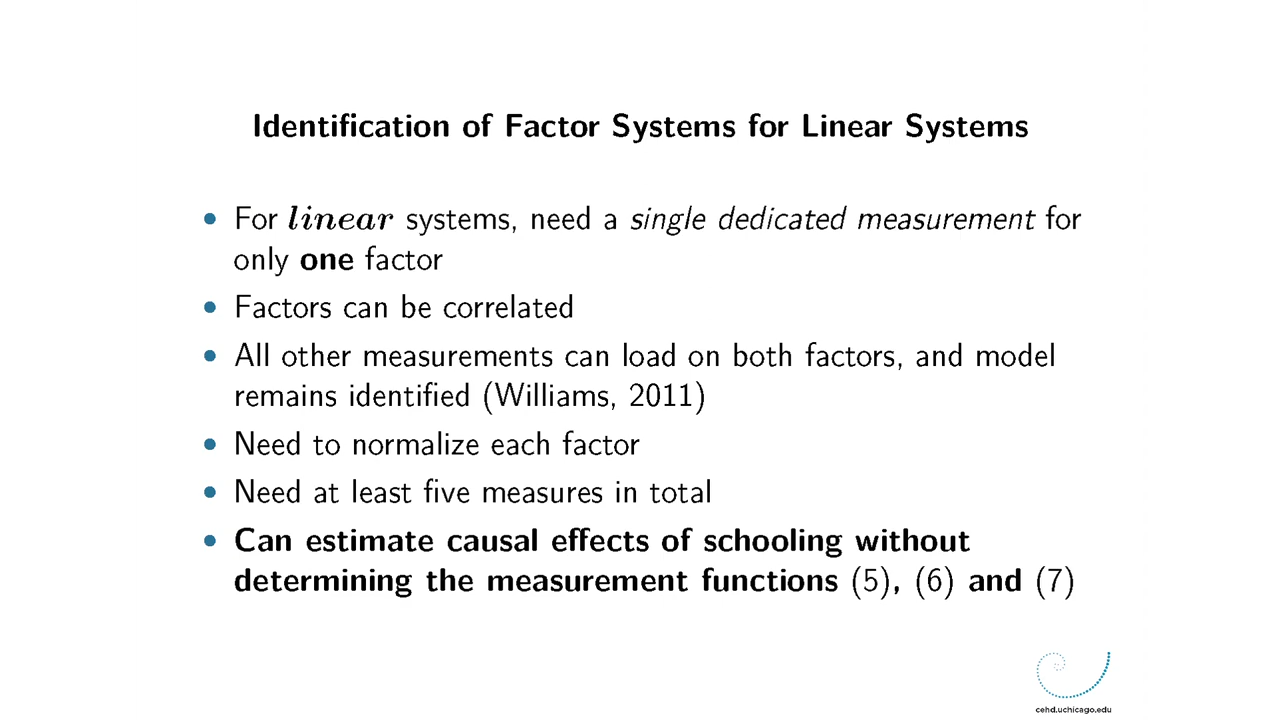 Identification of Factor Systems for Linear Systems
• For linear systems, need a single dedicated measurement for
only one factor
• Factors can be correlated
• All other measurements can load on both factors, and model
remains identified (Williams, 2011)
• Need to normalize each factor
• Need at least five measures in total
• Can estimate causal effects of schooling without
determining the measurement functions (5), (6) and (7)
cehd.uchicago.edu